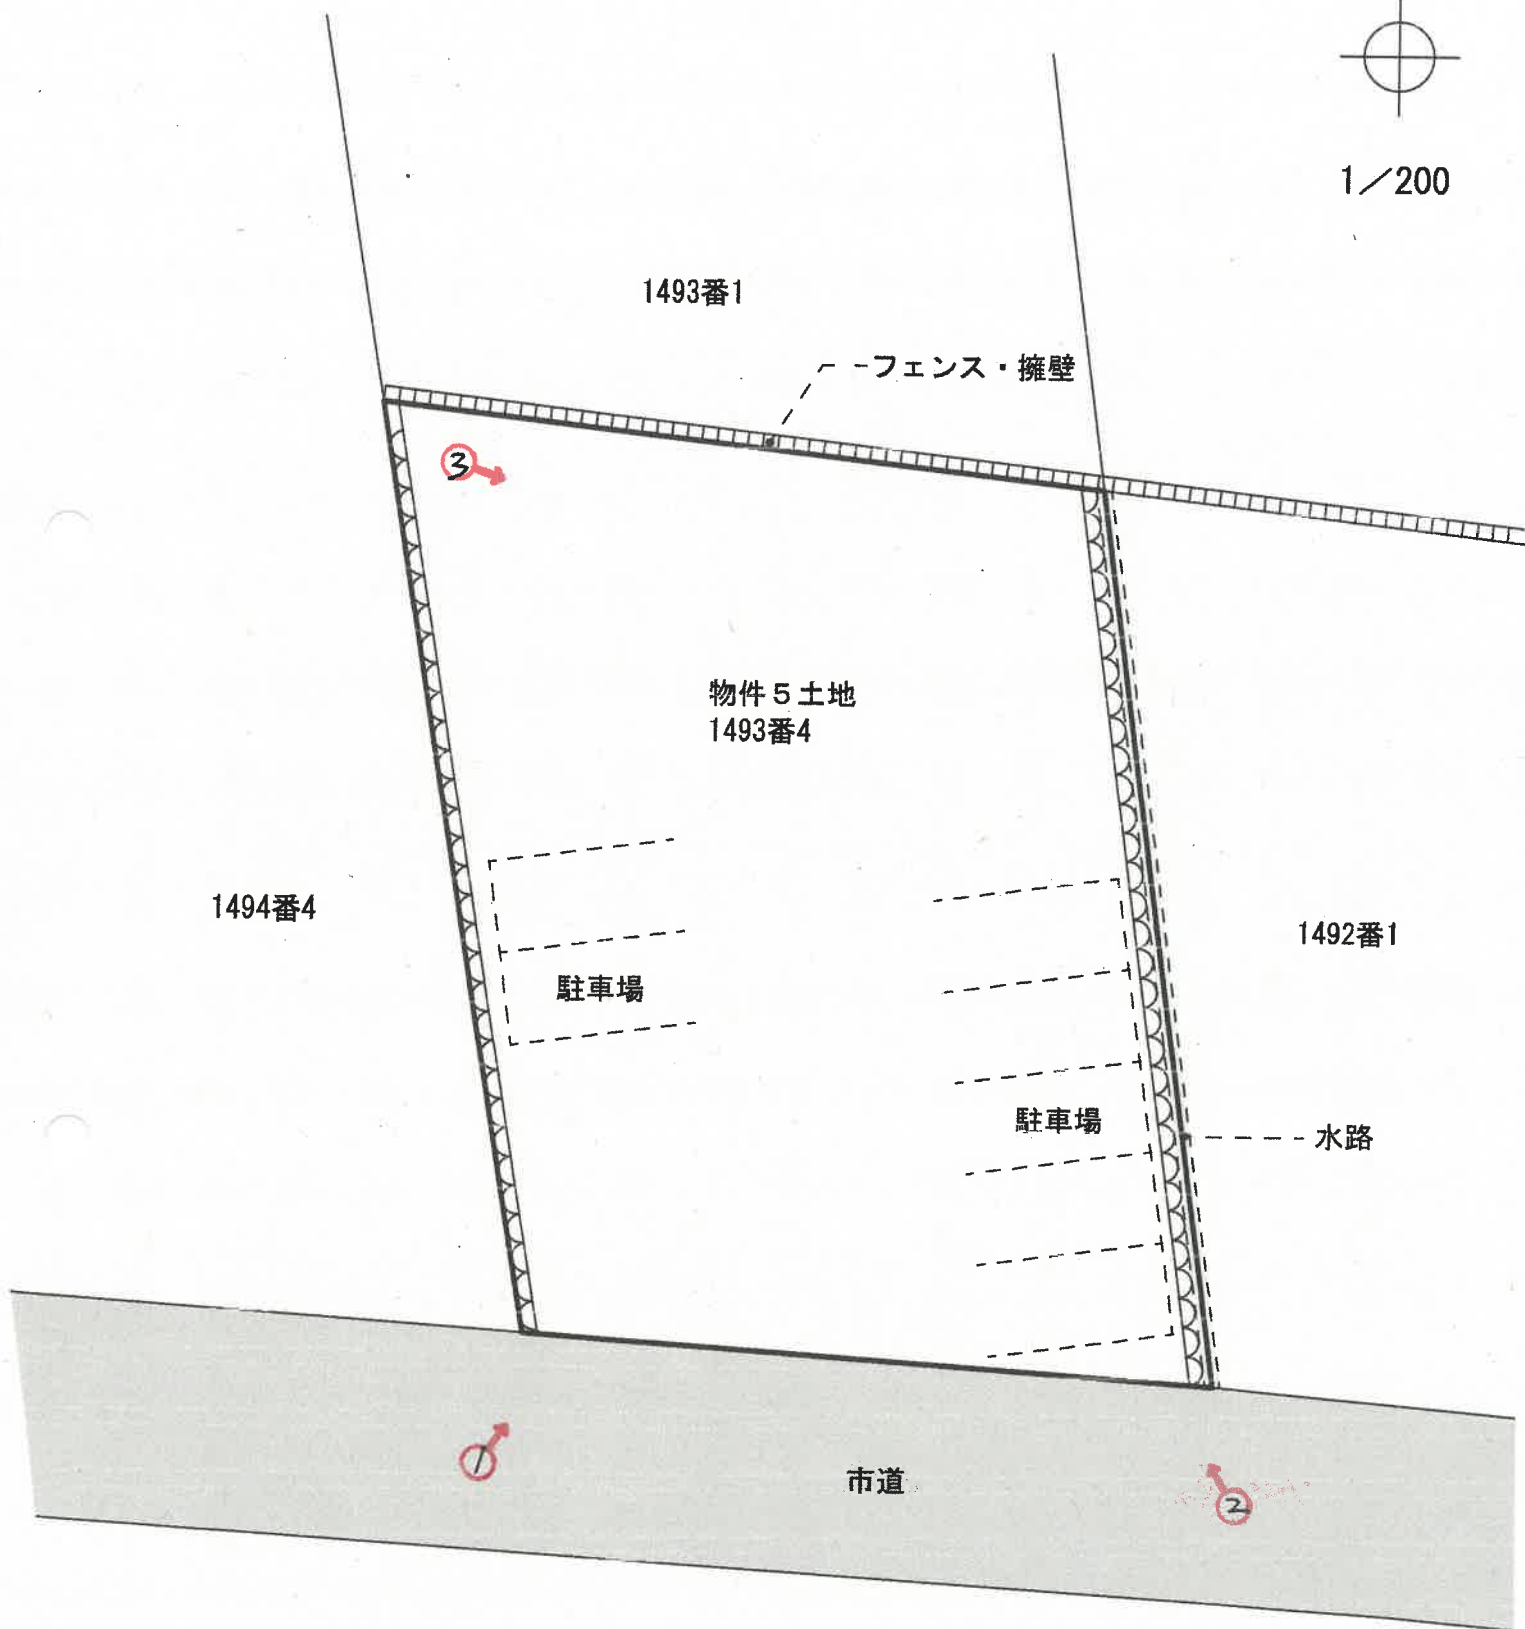 1／200
1493番1
フェンス・擁壁
③
物件５土地
1493番4
1494番4
1492番1
駐車場
駐車場
水路
①
市道
②